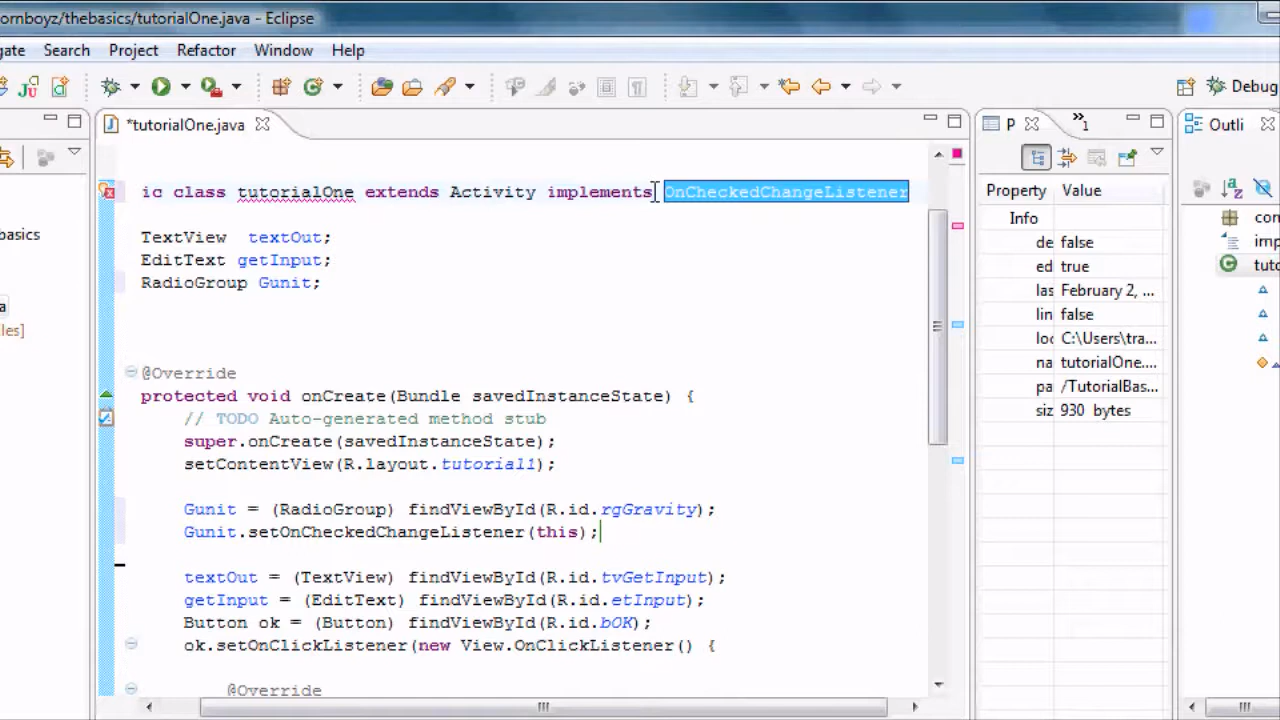 ornboyz/thebasics/tutorialOne.java - Eclipse
gate Search Project Refactor Window Help
Debug
*tutorialOne.java
P 1
Outli
ic class tutorialOne extends Activity implements OnCheckedChangeListener
Property Value
Info
TextView textOut;
EditText getInput;
RadioGroup Gunit;
basics
a
les]
de false
ed true
las February 2, ...
lin false
loc C:\Users\tra...
na tutorialOne....
pa /TutorialBas...
siz 930 bytes
con
imp
tuto
@Override
protected void onCreate(Bundle savedInstanceState) {
// TODO Auto-generated method stub
super.onCreate(savedInstanceState);
setContentView(R.layout.tutorial1);
Gunit = (RadioGroup) findViewById(R.id.rgGravity);
Gunit.setOnCheckedChangeListener(this);
textOut = (TextView) findViewById(R.id.tvGetInput);
getInput = (EditText) findViewById(R.id.etInput);
Button ok = (Button) findViewById(R.id.bOK);
ok.setOnClickListener(new View.OnClickListener() {
@Override